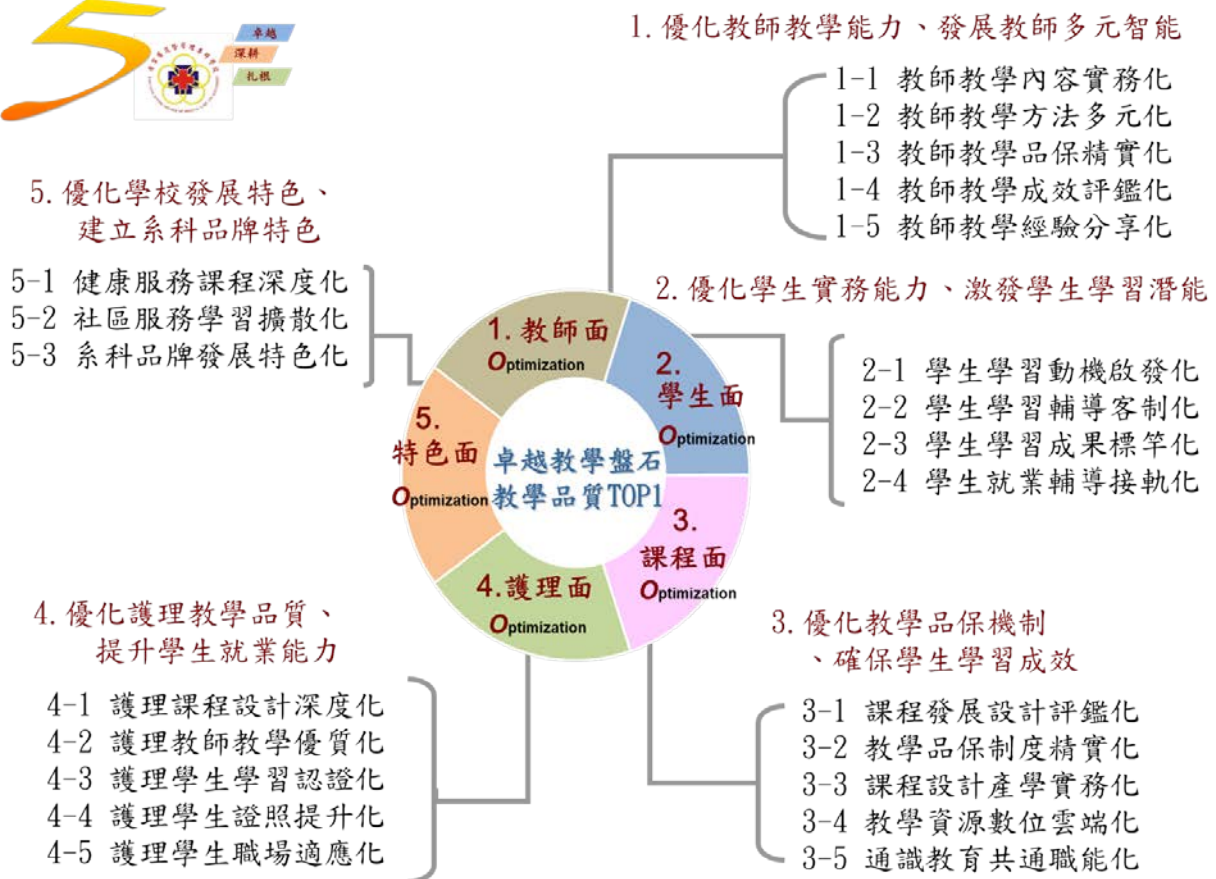 5
卓越
深耕
扎根
1.優化教師教學能力、發展教師多元智能
1-1 教師教學內容實務化
1-2 教師教學方法多元化
1-3 教師教學品保精實化
1-4 教師教學成效評鑑化
1-5 教師教學經驗分享化
5.優化學校發展特色、
建立系科品牌特色
5-1 健康服務課程深度化
5-2 社區服務學習擴散化
5-3 系科品牌發展特色化
2.優化學生實務能力、激發學生學習潛能
2-1 學生學習動機啟發化
2-2 學生學習輔導客制化
2-3 學生學習成果標竿化
2-4 學生就業輔導接軌化
1.教師面
Optimization
2.
學生面
Optimization
5.
特色面
Optimization
卓越教學盤石
教學品質TOP1
3.
課程面
Optimization
4.護理面
Optimization
4.優化護理教學品質、
提升學生就業能力
4-1 護理課程設計深度化
4-2 護理教師教學優質化
4-3 護理學生學習認證化
4-4 護理學生證照提升化
4-5 護理學生職場適應化
3.優化教學品保機制
、確保學生學習成效
3-1 課程發展設計評鑑化
3-2 教學品保制度精實化
3-3 課程設計產學實務化
3-4 教學資源數位雲端化
3-5 通識教育共通職能化